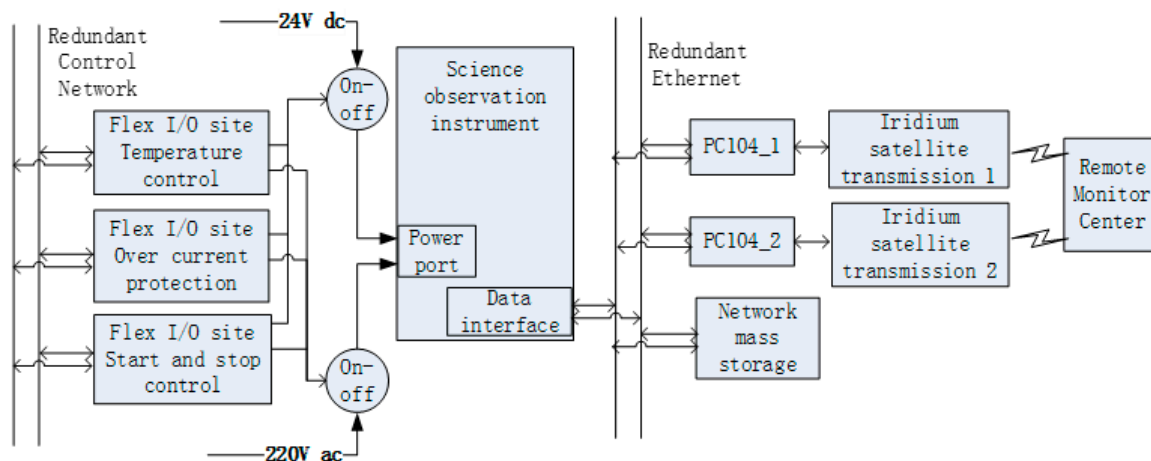 24V dc
Redundant
Control
Network
On-
off
Science
observation
instrument
Redundant
Ethernet
Flex I/O site
Temperature
control
PC104_1
Iridium
satellite
transmission 1
Remote
Monitor
Center
Flex I/O site
Over current
protection
Power
port
PC104_2
Iridium
satellite
transmission 2
Data
interface
Flex I/O site
Start and stop
control
On-
off
Network
mass
storage
220V ac